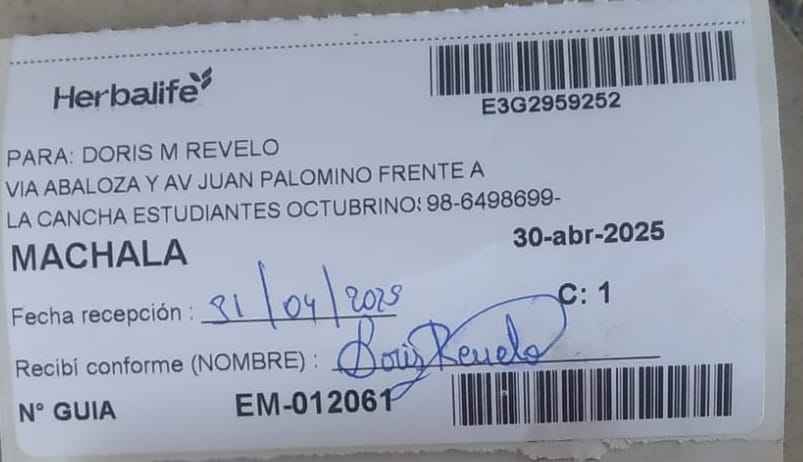 Herbalife
E3G2959252
PARA: DORIS M REVELO
VIA ABALOZA Y AV JUAN PALOMINO FRENTE A
LA CANCHA ESTUDIANTES OCTUBRINOS 98-6498699-
MACHALA
30-abr-2025
C: 1
Fecha recepción : 31/04/2025
Recibí conforme (NOMBRE) : Doris Revelo
N° GUIA EM-012061